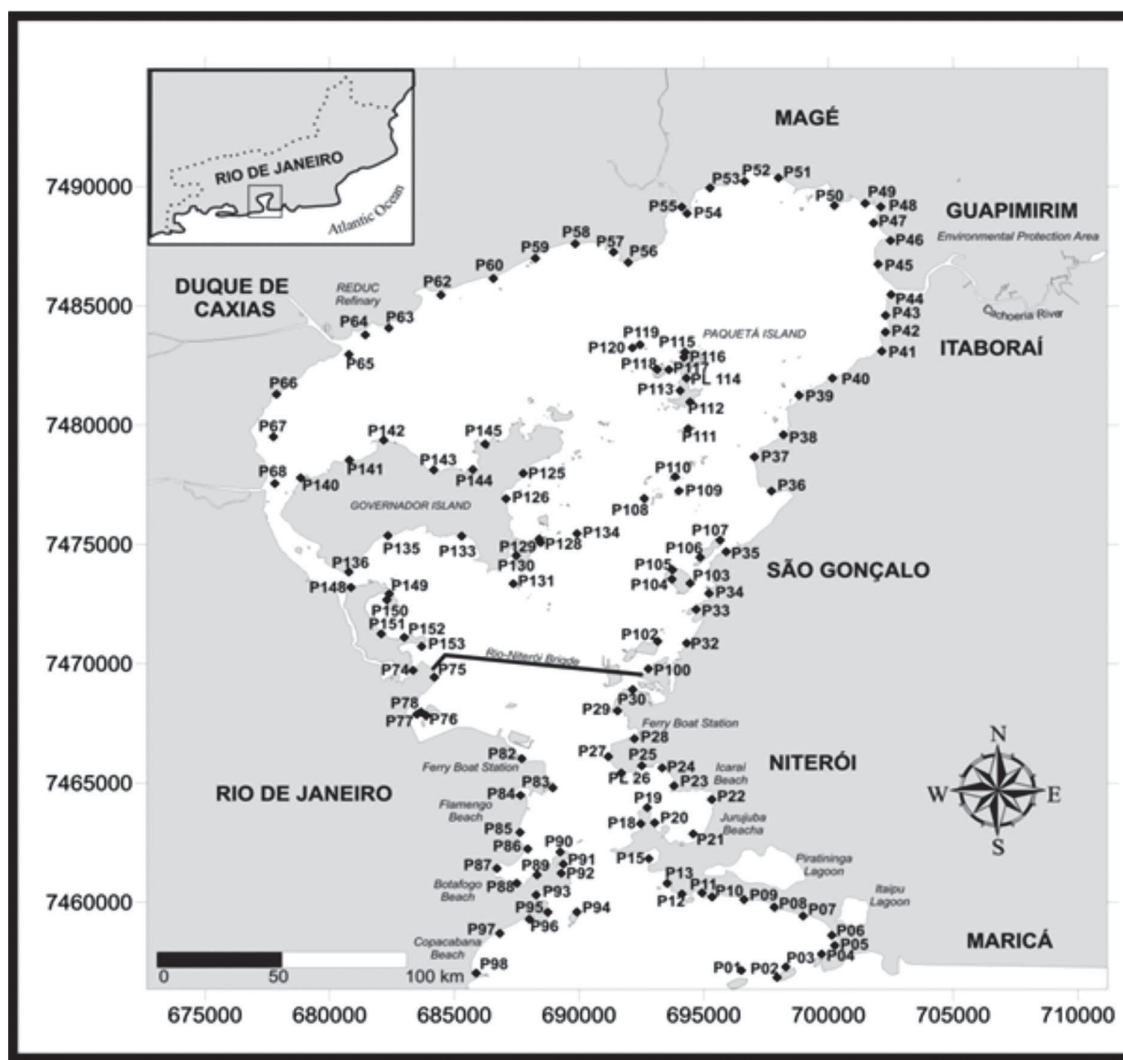 MAGÉ
RIO DE JANEIRO
Atlantic Ocean
7490000
P53
P52
P51
P50
P49
P48
P47
P55
P54
GUAPIMIRIM
Environmental Protection Area
P46
P45
P59
P58
P57
P56
P60
P62
DUQUE DE
CAXIAS
REDUC
Refinary
7485000
P44
P43
P42
P41
Cachoeria River
ITABORAÍ
P64
P63
P65
P119
P120
P115
PAQUETÁ ISLAND
P116
P118
P117
PL 114
P113
P112
P111
P40
P39
P38
P66
7480000
P67
P142
P145
P68
P141
P143
P144
P125
P140
P126
GOVERNADOR ISLAND
P110
P109
P108
P37
P36
7475000
P135
P133
P129
P128
P134
P130
P131
P107
P106
P35
P105
P104
P103
P34
P33
SÃO GONÇALO
P136
P148
P149
P150
P151
P152
P153
P102
P32
7470000
P74
P75
Rio-Niterói Brigde
P100
P30
P29
P78
P77
P76
Ferry Boat Station
P28
P27
P25
P24
PL 26
P23
Icaraí
Beach
NITERÓI
7465000
P82
Ferry Boat Station
P83
P84
RIO DE JANEIRO
Flamengo
Beach
P22
P19
P18
P20
P21
Jurujuba
Beacha
P85
P86
P90
P91
P92
P87
P89
P88
P15
P13
P12
P11
P10
P09
P08
P07
Piratininga
Lagoon
Itaipu
Lagoon
7460000
Botafogo
Beach
P93
P95
P96
P94
P97
Copacabana
Beach
P98
P06
P05
P04
P03
P02
P01
MARICÁ
N
W
E
S
0
50
100 km
675000
680000
685000
690000
695000
700000
705000
710000